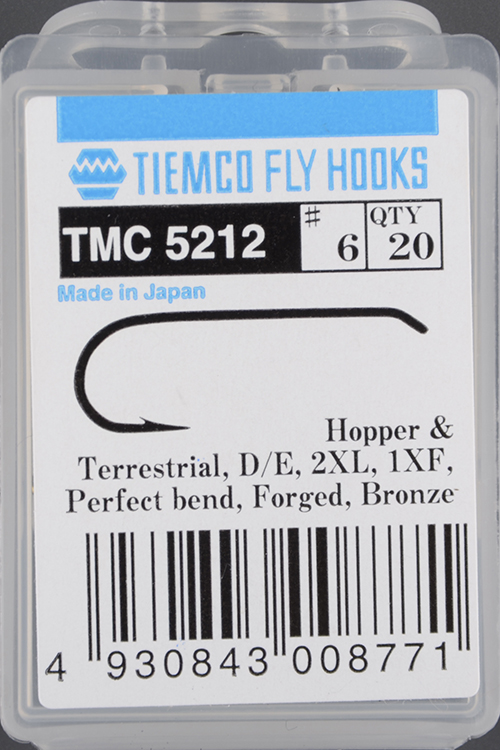 TIEMCO FLY HOOKS
TMC 5212 # 6 QTY 20
Made in Japan
Hopper &
Terrestrial, D/E, 2XL, 1XF,
Perfect bend, Forged, Bronze
4 930843 008771